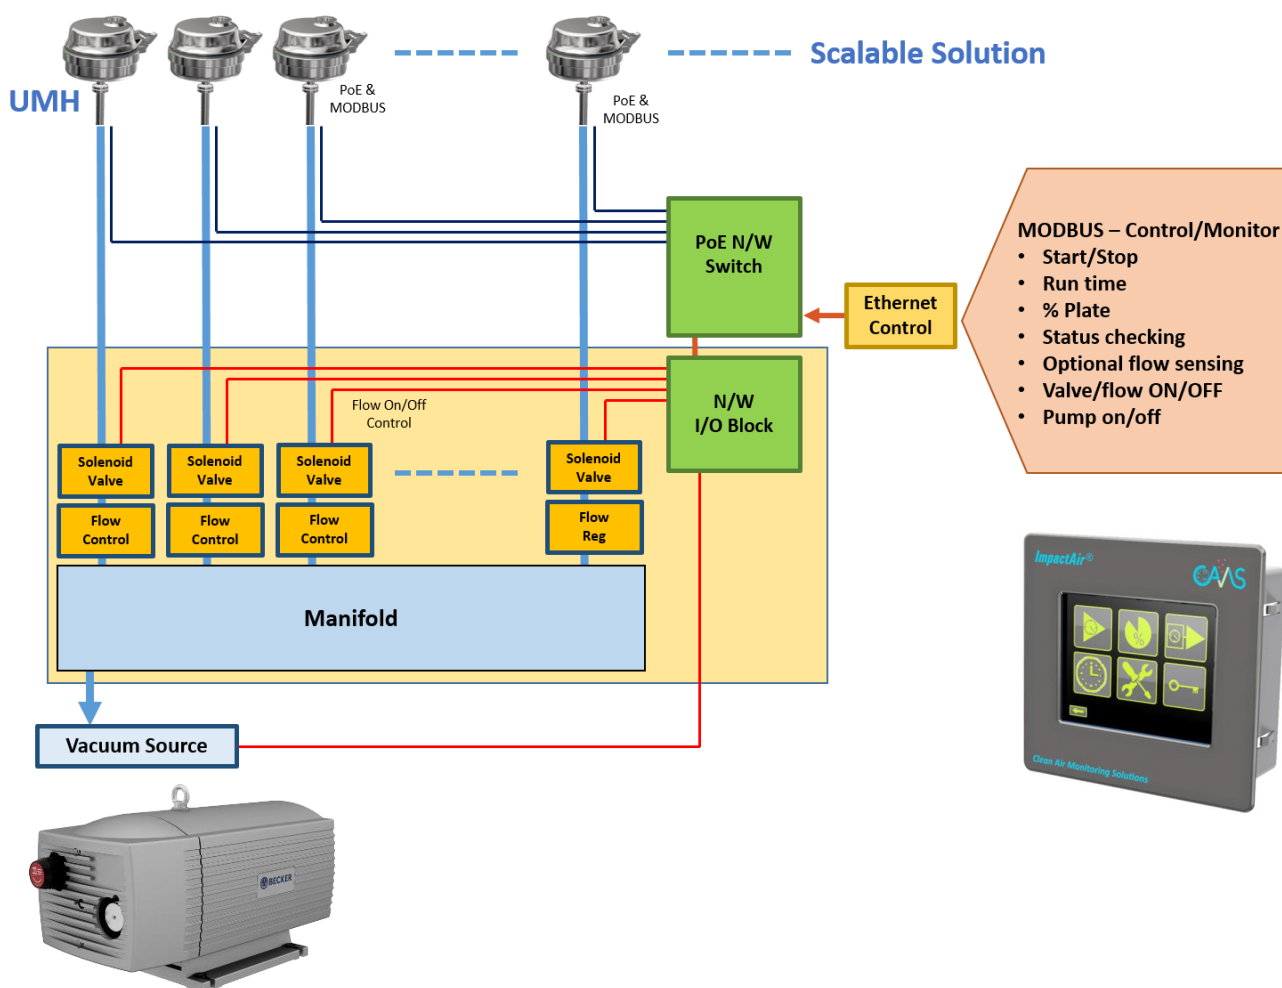 Scalable Solution
UMH
PoE &
MODBUS
PoE &
MODBUS
PoE N/W
Switch
Ethernet
Control
MODBUS – Control/Monitor
• Start/Stop
• Run time
• % Plate
• Status checking
• Optional flow sensing
• Valve/flow ON/OFF
• Pump on/off
N/W
I/O Block
Flow On/Off
Control
Solenoid
Valve
Solenoid
Valve
Solenoid
Valve
Solenoid
Valve
Flow
Control
Flow
Control
Flow
Control
Flow
Reg
Manifold
Vacuum Source
ImpactAir®
CAMS
%
Clean Air Monitoring Solutions
BECKER